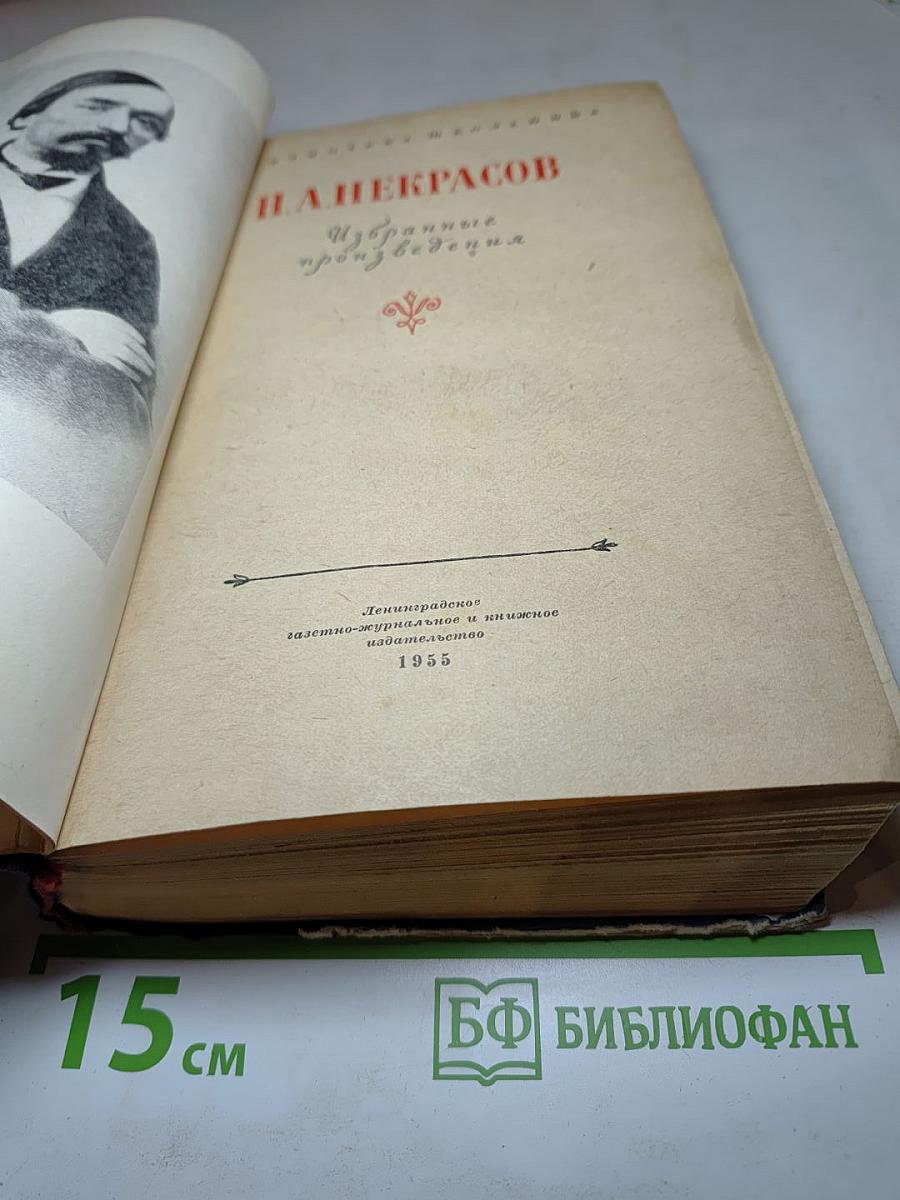 Н. А. НЕКРАСОВ
Избранные
произведения
Ленинградское
газетно-журнальное и книжное
издательство
1955
15 см
БФ БИБЛИОФАН